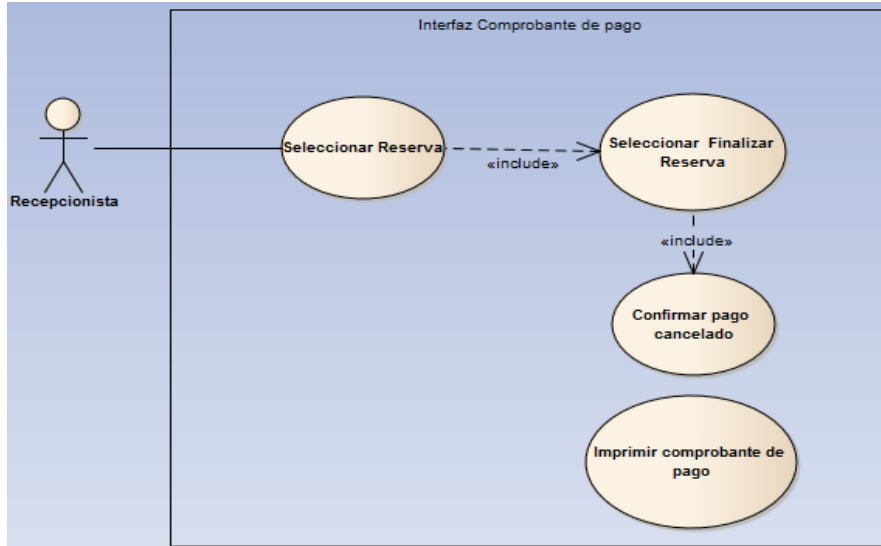 Interfaz Comprobante de pago
Recepcionista
Seleccionar Reserva
«include»
Seleccionar Finalizar
Reserva
«include»
Confirmar pago
cancelado
Imprimir comprobante de
pago